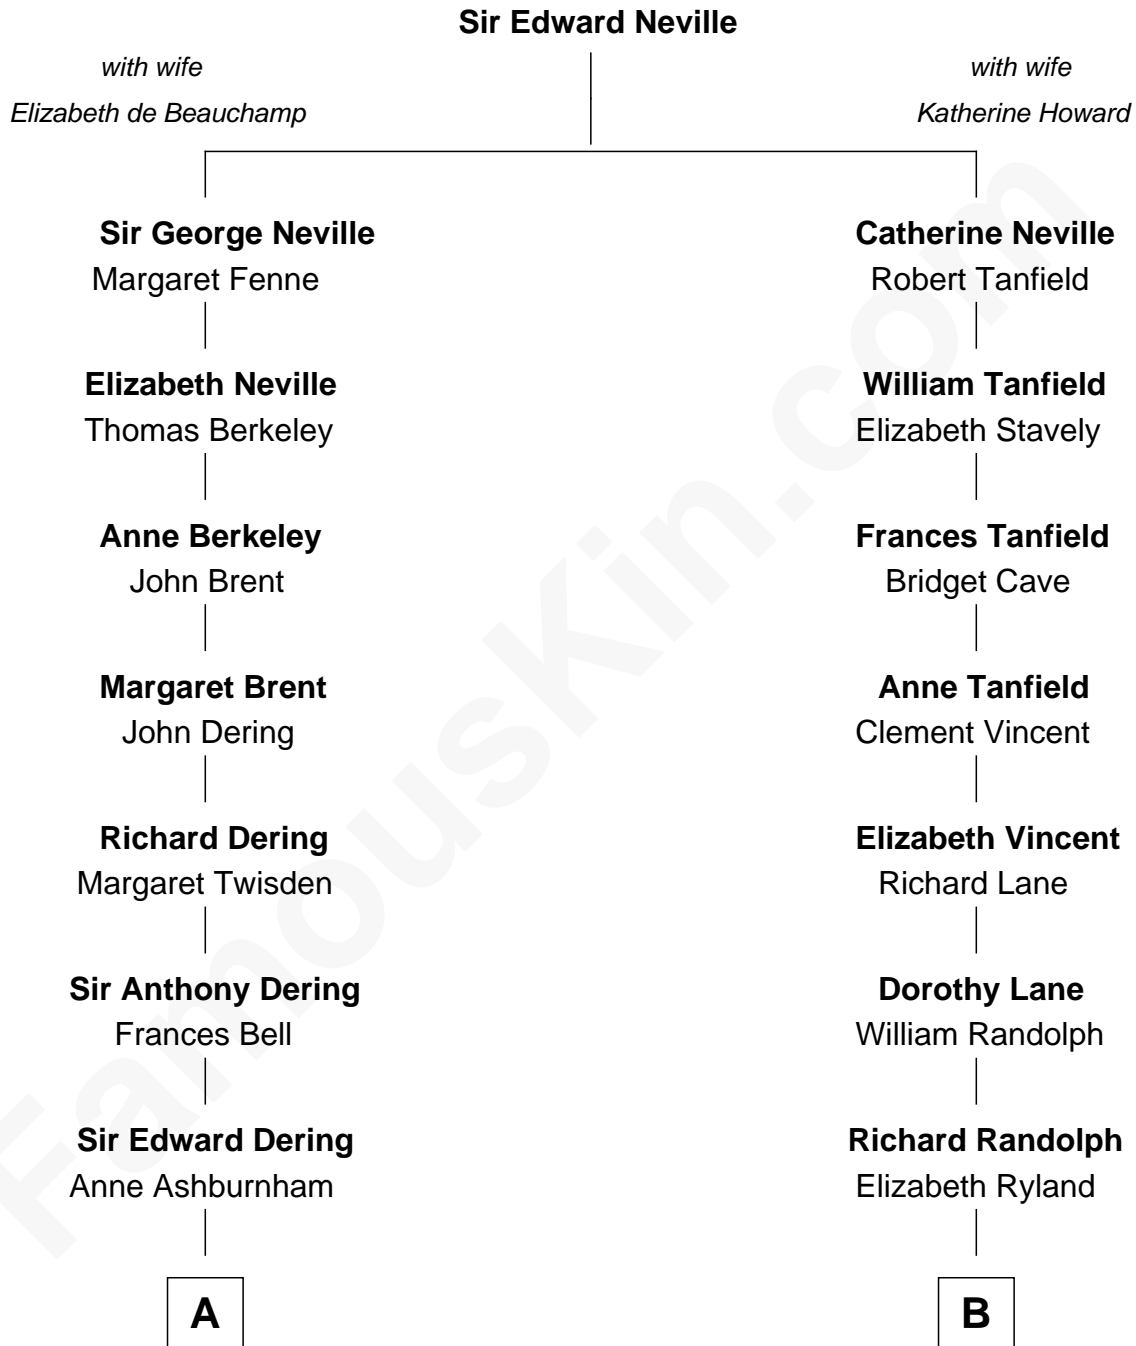 Sir Edward Neville
with wife
Elizabeth de Beauchamp
with wife
Katherine Howard
Sir George Neville
Margaret Fenne
Catherine Neville
Robert Tanfield
Elizabeth Neville
Thomas Berkeley
William Tanfield
Elizabeth Stavely
Anne Berkeley
John Brent
Frances Tanfield
Bridget Cave
Margaret Brent
John Dering
Anne Tanfield
Clement Vincent
Richard Dering
Margaret Twisden
Elizabeth Vincent
Richard Lane
Sir Anthony Dering
Frances Bell
Dorothy Lane
William Randolph
Sir Edward Dering
Anne Ashburnham
Richard Randolph
Elizabeth Ryland
A
B
FamousKin.com